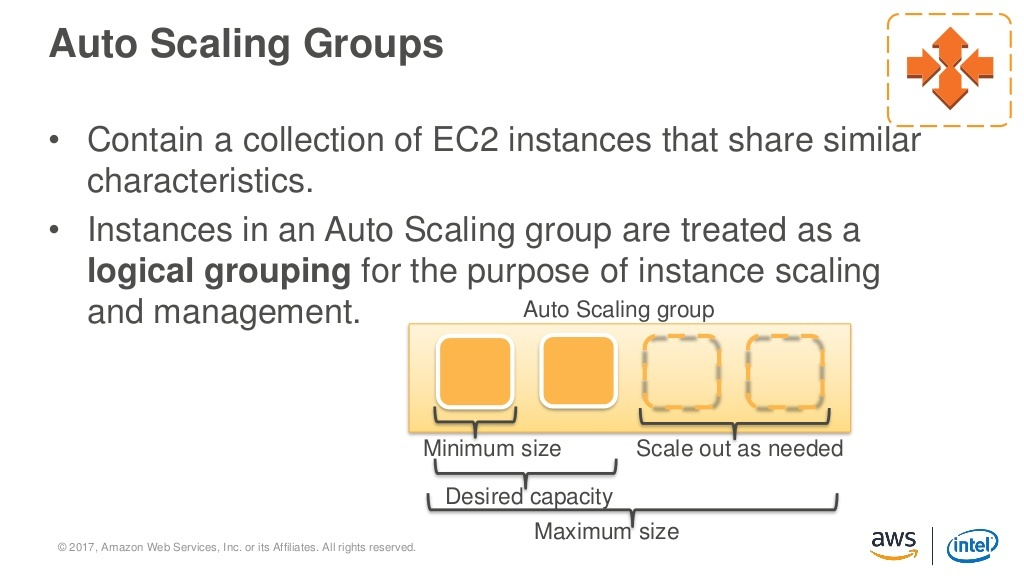 Auto Scaling Groups
• Contain a collection of EC2 instances that share similar
characteristics.
• Instances in an Auto Scaling group are treated as a
logical grouping for the purpose of instance scaling
and management.
Auto Scaling group
Minimum size
Scale out as needed
Desired capacity
Maximum size
© 2017, Amazon Web Services, Inc. or its Affiliates. All rights reserved.
aws
intel